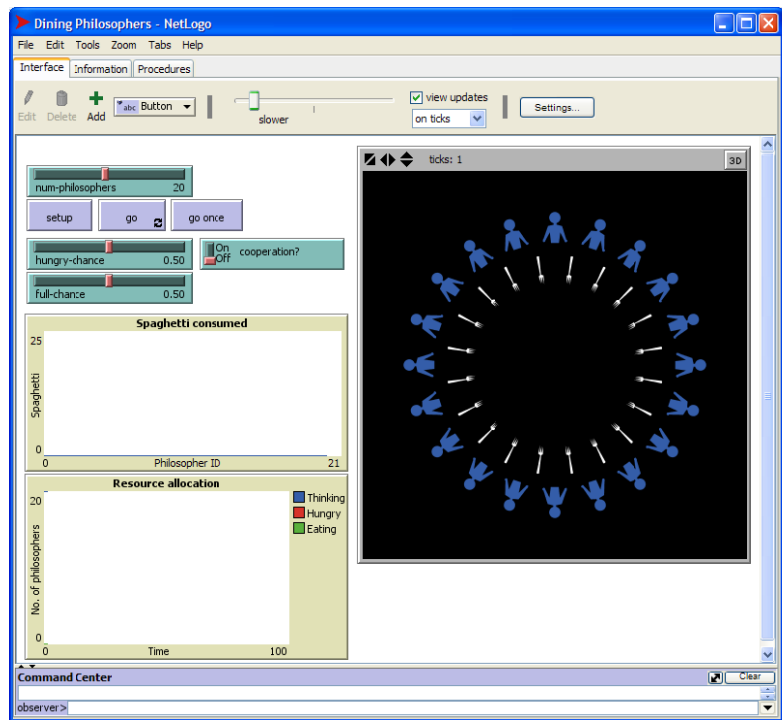 Dining Philosophers - NetLogo
File Edit Tools Zoom Tabs Help
Interface Information Procedures
Edit Delete Add abc Button slower view updates on ticks Settings...
num-philosophers 20
setup go go once
hungry-chance 0.50
On Off cooperation?
full-chance 0.50
Spaghetti consumed
25
Spaghetti
0
0 Philosopher ID 21
Resource allocation
20
No. of philosophers
0
0 Time 100
Thinking
Hungry
Eating
ticks: 1 3D
Command Center Clear
observer>